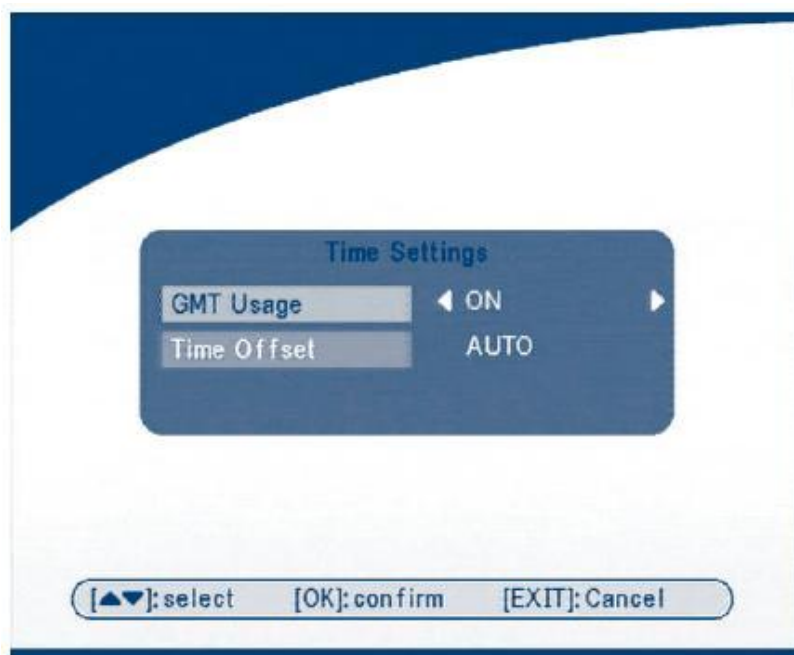 Time Settings
GMT Usage ON
Time Offset AUTO
[▲▼]: select [OK]: confirm [EXIT]: Cancel